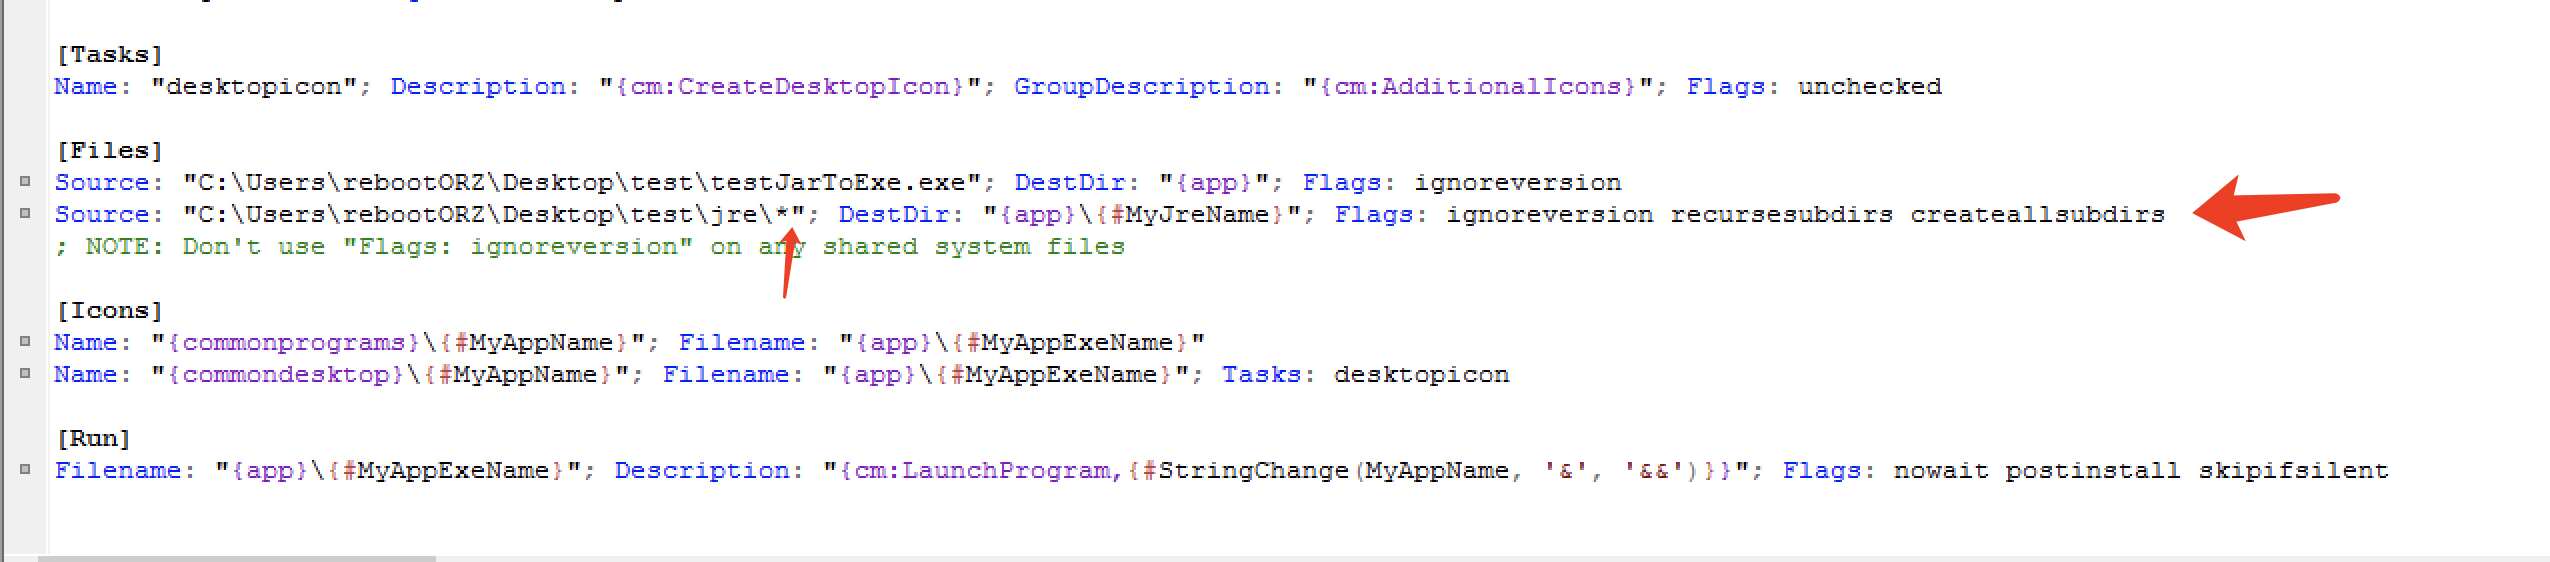 [Tasks]
Name: "desktopicon"; Description: "{cm:CreateDesktopIcon}"; GroupDescription: "{cm:AdditionalIcons}"; Flags: unchecked
[Files]
Source: "C:\Users\rebootORZ\Desktop\test\testJarToExe.exe"; DestDir: "{app}"; Flags: ignoreversion
Source: "C:\Users\rebootORZ\Desktop\test\jre\*"; DestDir: "{app}\{#MyJreName}"; Flags: ignoreversion recursesubdirs createallsubdirs
; NOTE: Don't use "Flags: ignoreversion" on any shared system files
[Icons]
Name: "{commonprograms}\{#MyAppName}"; Filename: "{app}\{#MyAppExeName}"
Name: "{commondesktop}\{#MyAppName}"; Filename: "{app}\{#MyAppExeName}"; Tasks: desktopicon
[Run]
Filename: "{app}\{#MyAppExeName}"; Description: "{cm:LaunchProgram,{#StringChange(MyAppName, '&', '&&')}}"; Flags: nowait postinstall skipifsilent